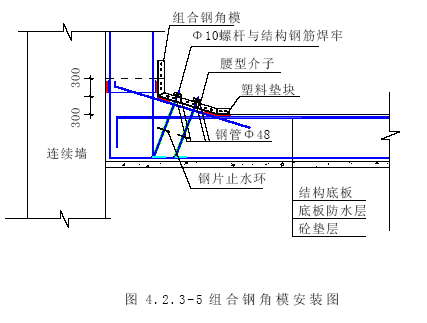 组合钢角模
Φ10螺杆与结构钢筋焊牢
腰型介子
塑料垫块
300
300
钢管Φ48
连续墙
钢片止水环
结构底板
底板防水层
砼垫层
图 4.2.3-5 组合钢角模安装图